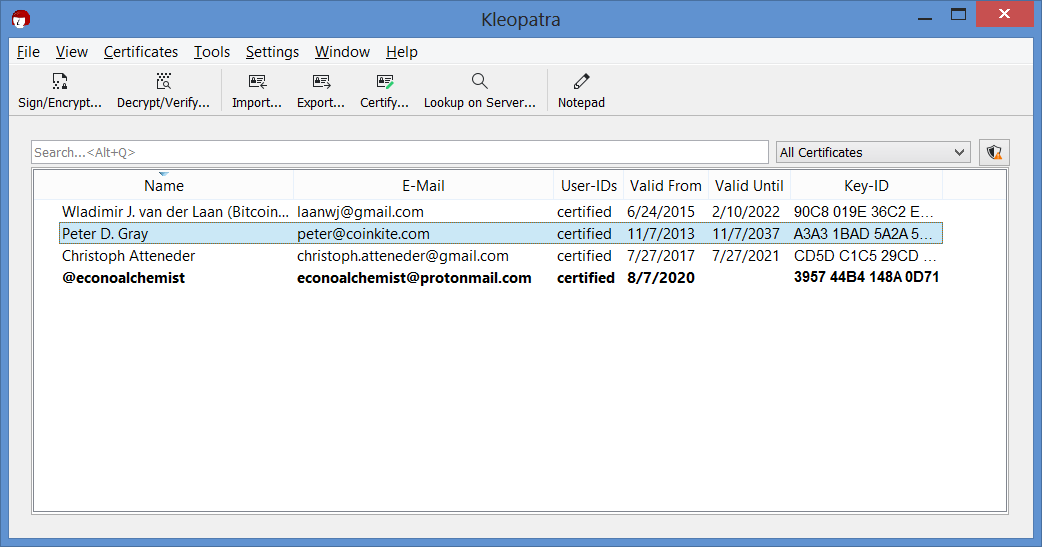 Kleopatra
File View Certificates Tools Settings Window Help
Sign/Encrypt... Decrypt/Verify... Import... Export... Certify... Lookup on Server... Notepad
Search...<Alt+Q> All Certificates
Name E-Mail User-IDs Valid From Valid Until Key-ID
Wladimir J. van der Laan (Bitcoin... laanwj@gmail.com certified 6/24/2015 2/10/2022 90C8 019E 36C2 E...
Peter D. Gray peter@coinkite.com certified 11/7/2013 11/7/2037 A3A3 1BAD 5A2A 5...
Christoph Atteneder christoph.atteneder@gmail.com certified 7/27/2017 7/27/2021 CD5D C1C5 29CD ...
@econoalchemist econoalchemist@protonmail.com certified 8/7/2020 3957 44B4 148A 0D71